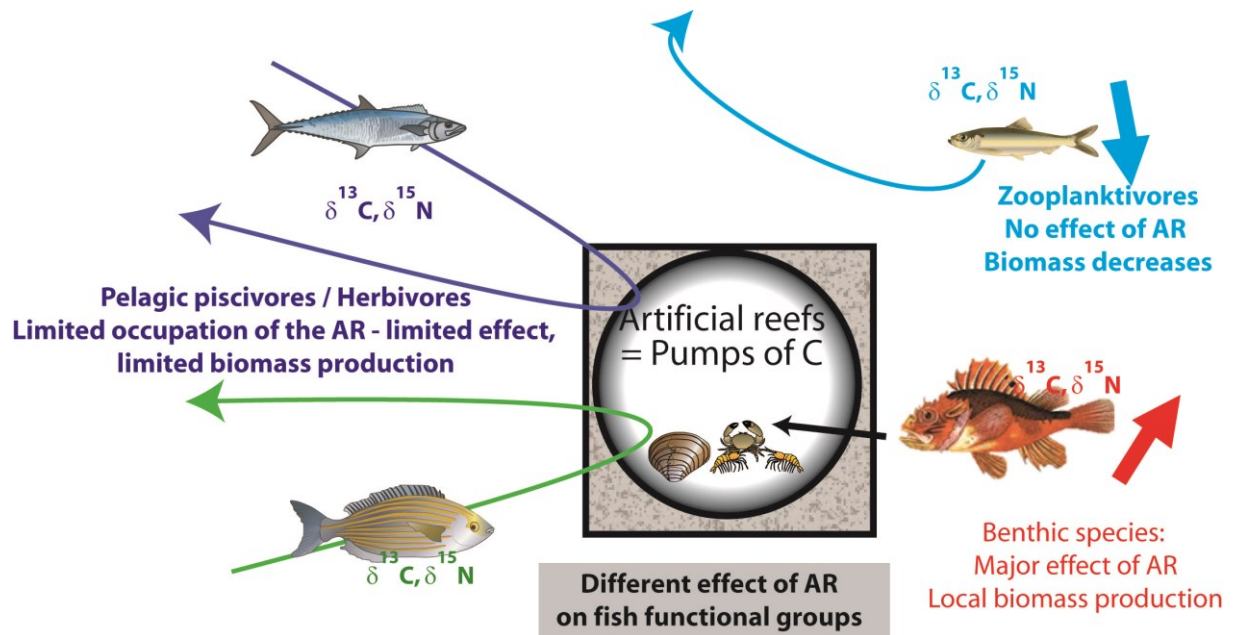 δ¹³C, δ¹⁵N
Zooplanktivores
No effect of AR
Biomass decreases
δ¹³C, δ¹⁵N
Pelagic piscivores / Herbivores
Limited occupation of the AR - limited effect,
limited biomass production
Artificial reefs
= Pumps of C
δ¹³C, δ¹⁵N
δ¹³C, δ¹⁵N
Benthic species:
Major effect of AR
Local biomass production
Different effect of AR
on fish functional groups